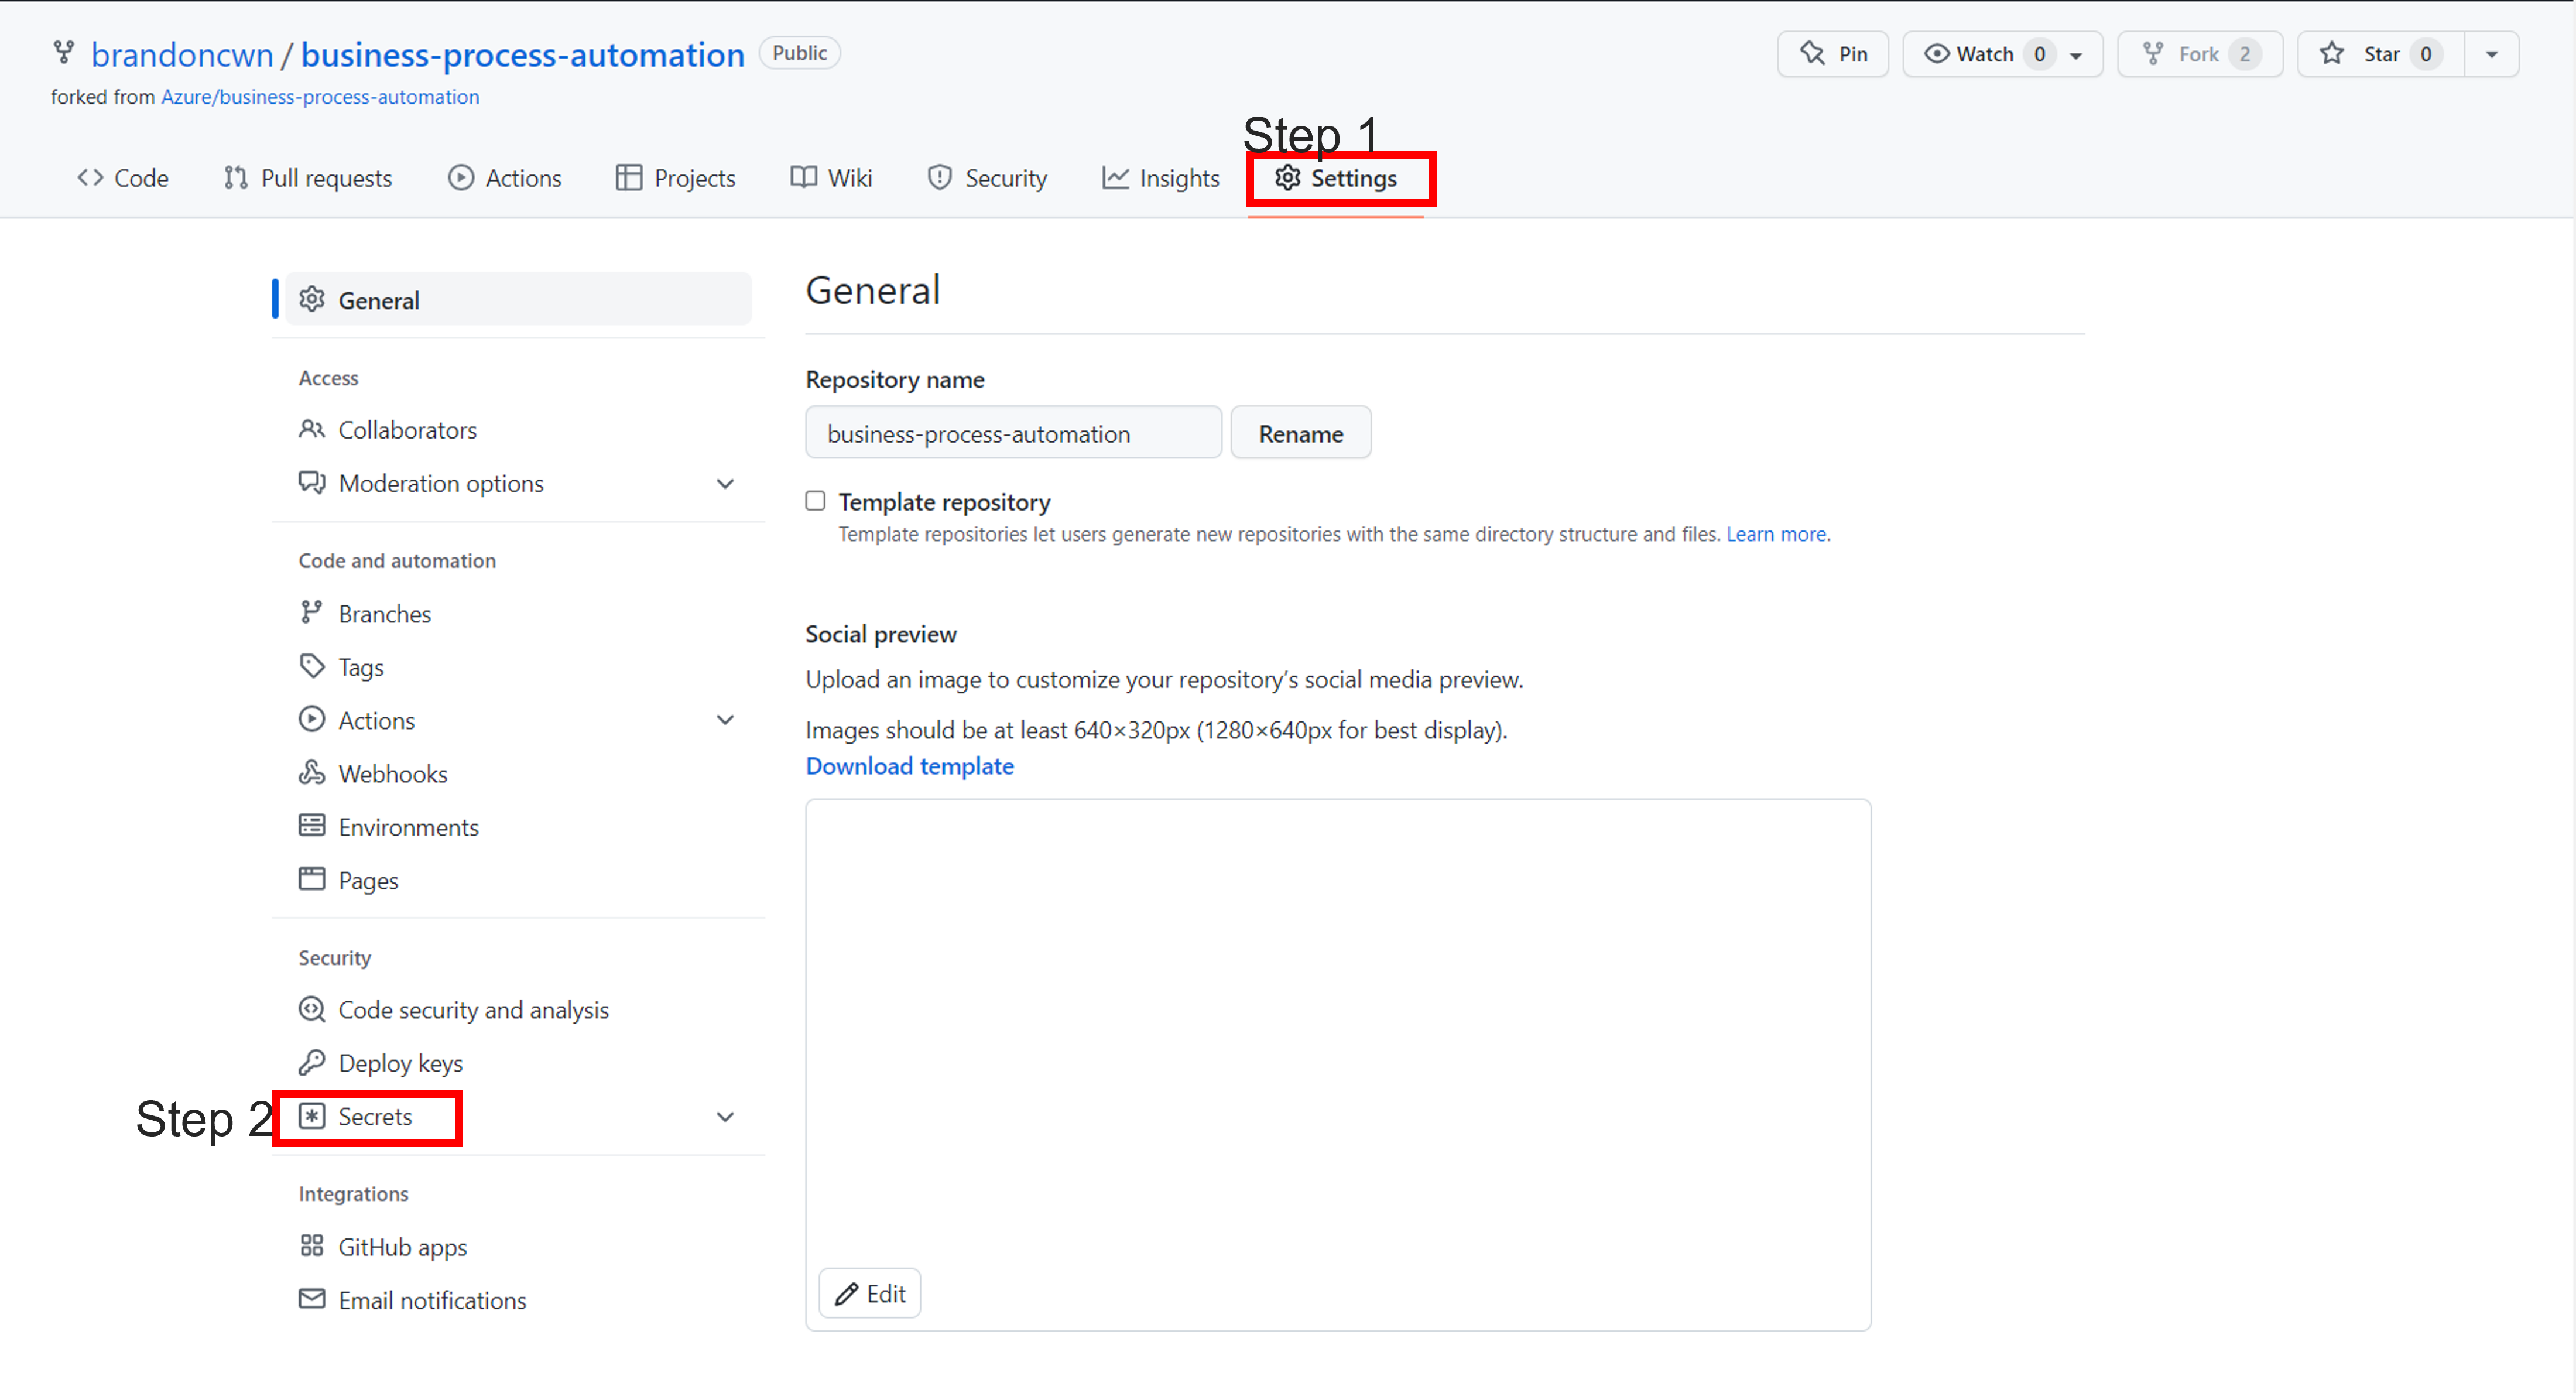 brandoncwn / business-process-automation Public
Pin
Watch 0
Fork 2
Star 0
forked from Azure/business-process-automation
Step 1
Code
Pull requests
Actions
Projects
Wiki
Security
Insights
Settings
General
Access
Collaborators
Moderation options
Code and automation
Branches
Tags
Actions
Webhooks
Environments
Pages
Security
Code security and analysis
Deploy keys
Step 2
Secrets
Integrations
GitHub apps
Email notifications
General
Repository name
business-process-automation
Rename
Template repository
Template repositories let users generate new repositories with the same directory structure and files. Learn more.
Social preview
Upload an image to customize your repository’s social media preview.
Images should be at least 640×320px (1280×640px for best display).
Download template
Edit